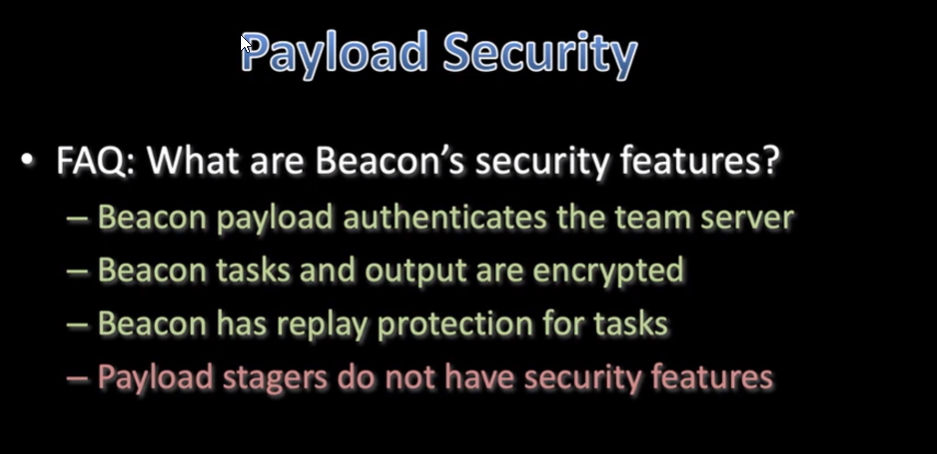 Payload Security
• FAQ: What are Beacon's security features?
– Beacon payload authenticates the team server
– Beacon tasks and output are encrypted
– Beacon has replay protection for tasks
– Payload stagers do not have security features